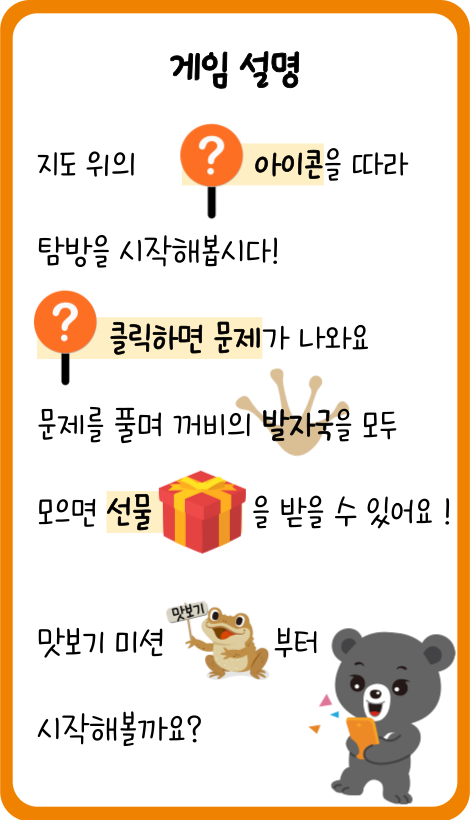 게임 설명
지도 위의 ? 아이콘을 따라
탐방을 시작해봅시다!
? 클릭하면 문제가 나와요
문제를 풀며 꺼비의 발자국을 모두
모으면 선물 을 받을 수 있어요 !
맛보기
맛보기 미션 부터
시작해볼까요?